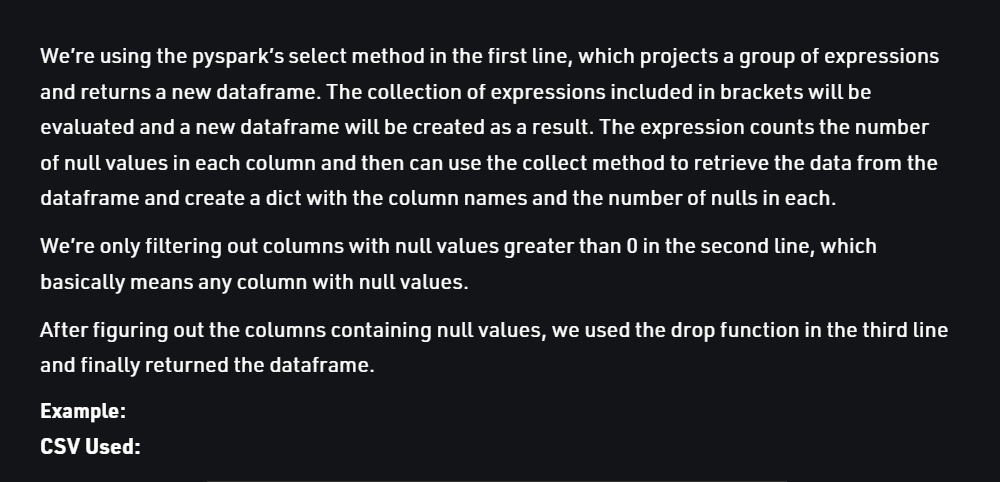 We're using the pyspark's select method in the first line, which projects a group of expressions
and returns a new dataframe. The collection of expressions included in brackets will be
evaluated and a new dataframe will be created as a result. The expression counts the number
of null values in each column and then can use the collect method to retrieve the data from the
dataframe and create a dict with the column names and the number of nulls in each.
We're only filtering out columns with null values greater than 0 in the second line, which
basically means any column with null values.
After figuring out the columns containing null values, we used the drop function in the third line
and finally returned the dataframe.
Example:
CSV Used: